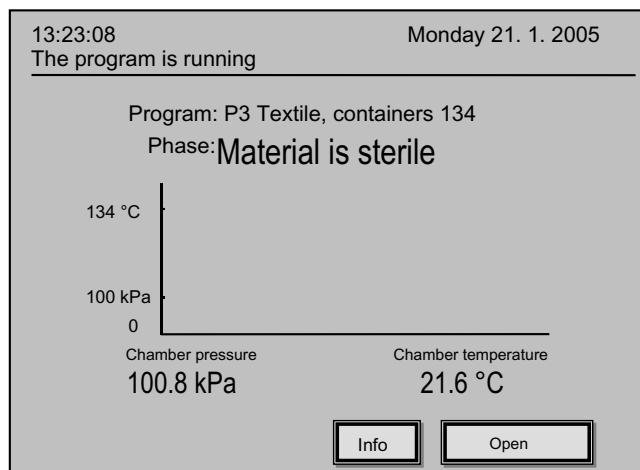 13:23:08 Monday 21. 1. 2005
The program is running
Program: P3 Textile, containers 134
Phase: Material is sterile
134 °C
100 kPa
0
Chamber pressure Chamber temperature
100.8 kPa 21.6 °C
Info Open